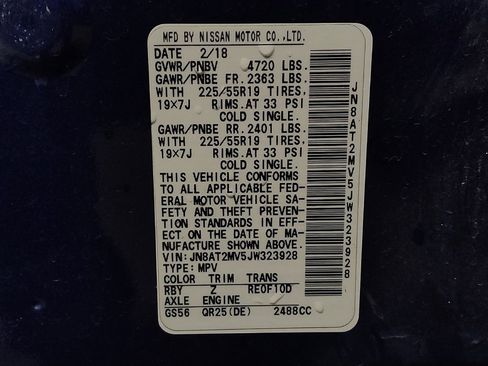 MFD BY NISSAN MOTOR CO.,LTD.
DATE 2/18
GVWR/PNBV 4720 LBS.
GAWR/PNBE FR. 2363 LBS.
WITH 225/55R19 TIRES,
19×7J RIMS. AT 33 PSI
COLD SINGLE.
GAWR/PNBE RR. 2401 LBS.
WITH 225/55R19 TIRES,
19×7J RIMS. AT 33 PSI
COLD SINGLE.
THIS VEHICLE CONFORMS
TO ALL APPLICABLE FED-
ERAL MOTOR VEHICLE SA-
FETY AND THEFT PREVEN-
TION STANDARDS IN EFF-
ECT ON THE DATE OF MA-
NUFACTURE SHOWN ABOVE.
VIN: JN8AT2MV5JW323928
TYPE: MPV
COLOR TRIM TRANS
RBY Z RE0F10D
AXLE ENGINE
GS56 QR25(DE) 2488CC
JN8AT2MV5JW323928